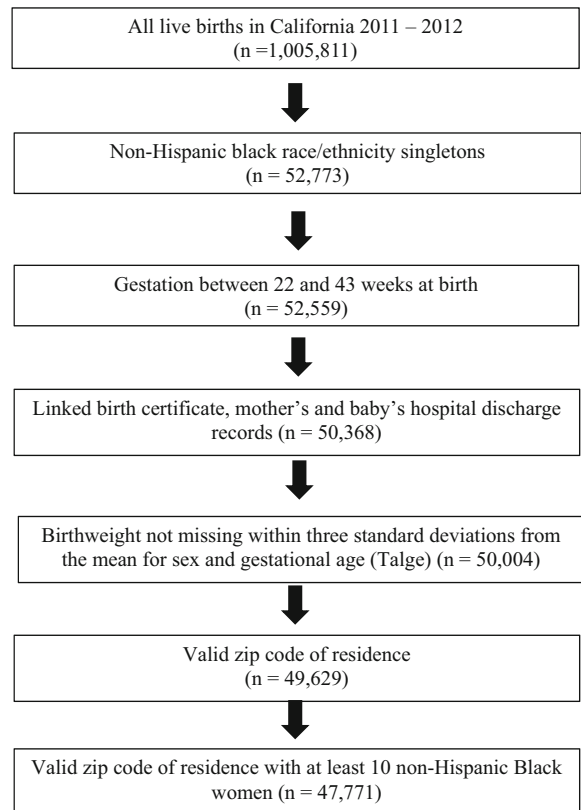 All live births in California 2011 – 2012
(n =1,005,811)
Non-Hispanic black race/ethnicity singletons
(n = 52,773)
Gestation between 22 and 43 weeks at birth
(n = 52,559)
Linked birth certificate, mother's and baby's hospital discharge
records (n = 50,368)
Birthweight not missing within three standard deviations from
the mean for sex and gestational age (Talge) (n = 50,004)
Valid zip code of residence
(n = 49,629)
Valid zip code of residence with at least 10 non-Hispanic Black
women (n = 47,771)